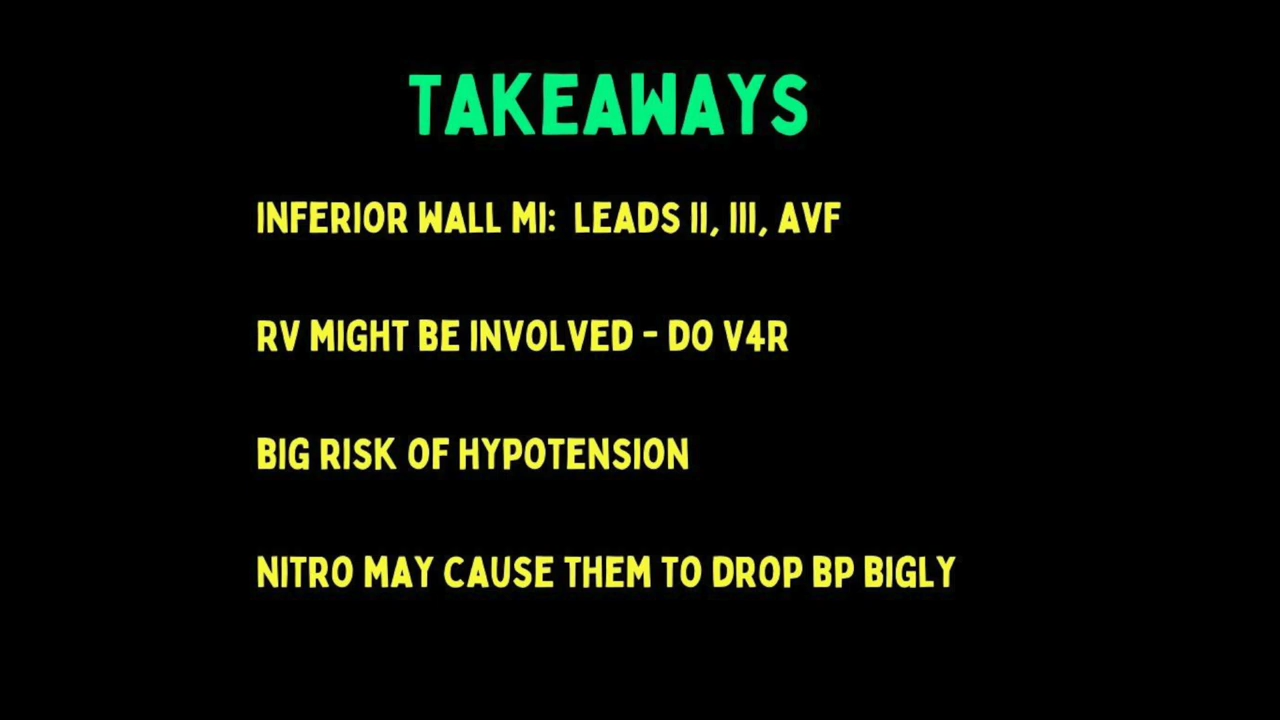 TAKEAWAYS
INFERIOR WALL MI: LEADS II, III, AVF
RV MIGHT BE INVOLVED - DO V4R
BIG RISK OF HYPOTENSION
NITRO MAY CAUSE THEM TO DROP BP BIGLY